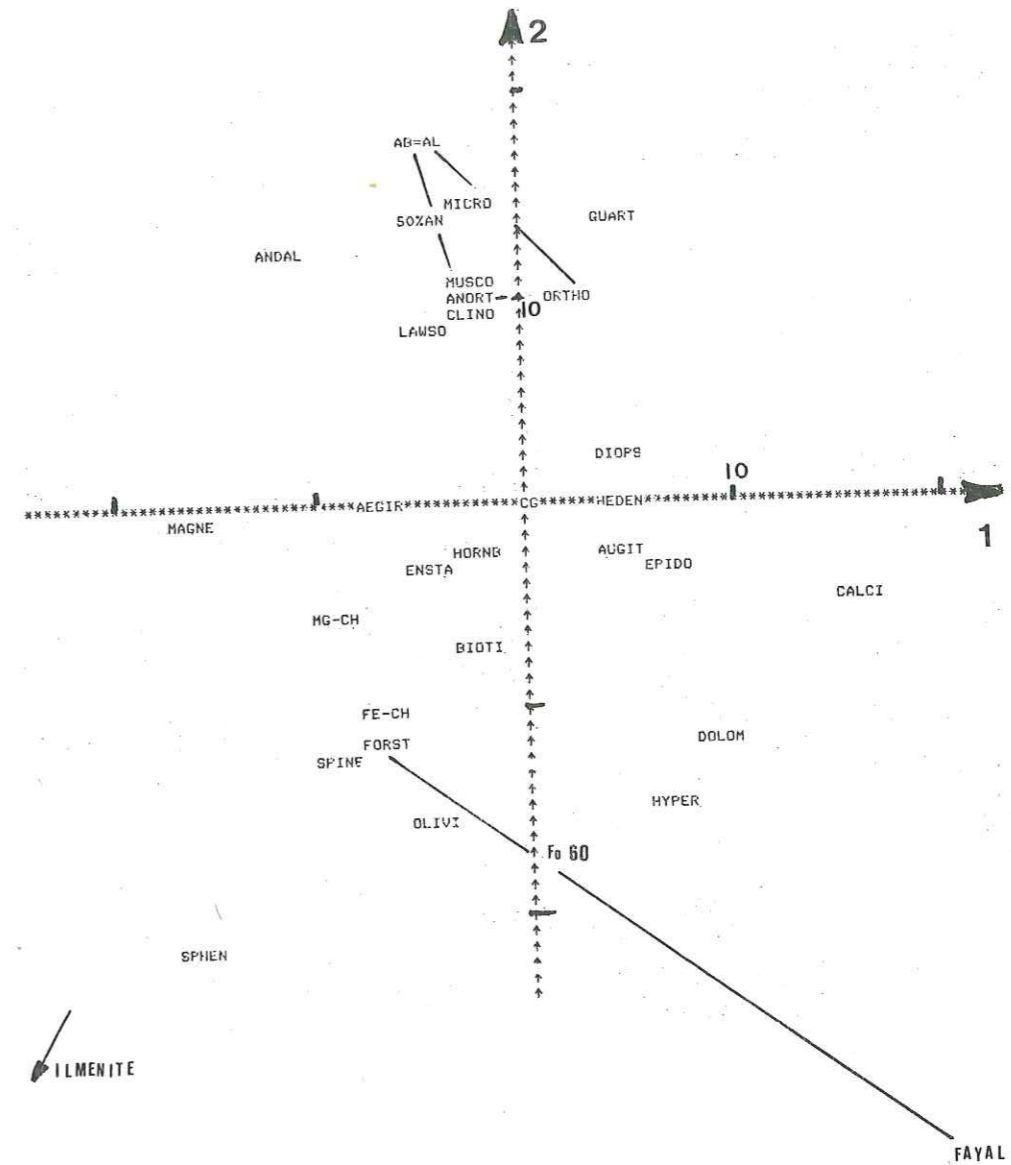 2
AB=AL
MICRO
50%AN
GUART
ANDAL
MUSCO
ANORT
ORTHO
10
CLINO
LAWSO
DIOPS
10
AEGIR
CG
HEDEN
MAGNE
1
HORNB
AUGIT
ENSTA
EPIDO
CALCI
MG-CH
BIOTI
FE-CH
DOLOM
FORST
SPINE
HYPER
OLIVI
Fo 60
SPHEN
ILMENITE
FAYAL